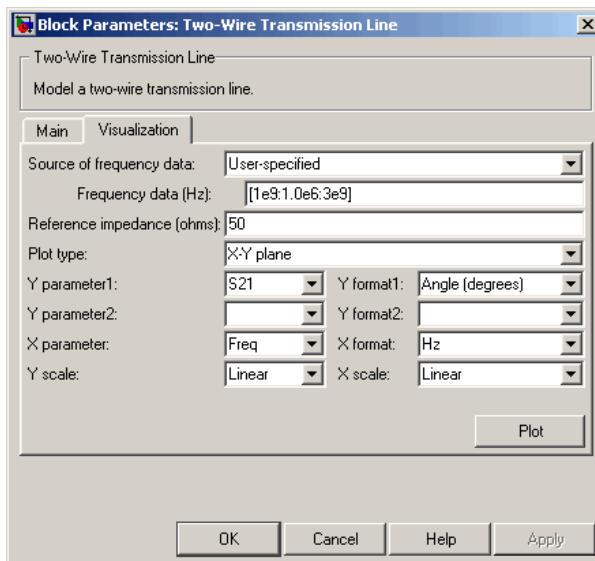 Block Parameters: Two-Wire Transmission Line
Two-Wire Transmission Line
Model a two-wire transmission line.
Main Visualization
Source of frequency data: User-specified
Frequency data (Hz): [1e9:1.0e6:3e9]
Reference impedance (ohms): 50
Plot type: X-Y plane
Y parameter1: S21 Y format1: Angle (degrees)
Y parameter2: Y format2:
X parameter: Freq X format: Hz
Y scale: Linear X scale: Linear
Plot
OK Cancel Help Apply